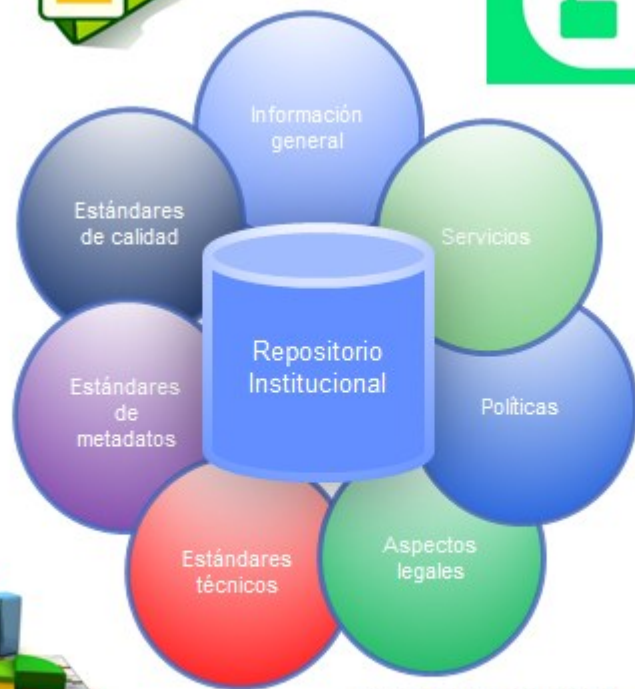 Información
general
Estándares
de calidad
Servicios
Repositorio
Institucional
Estándares
de
metadatos
Políticas
Estándares
técnicos
Aspectos
legales